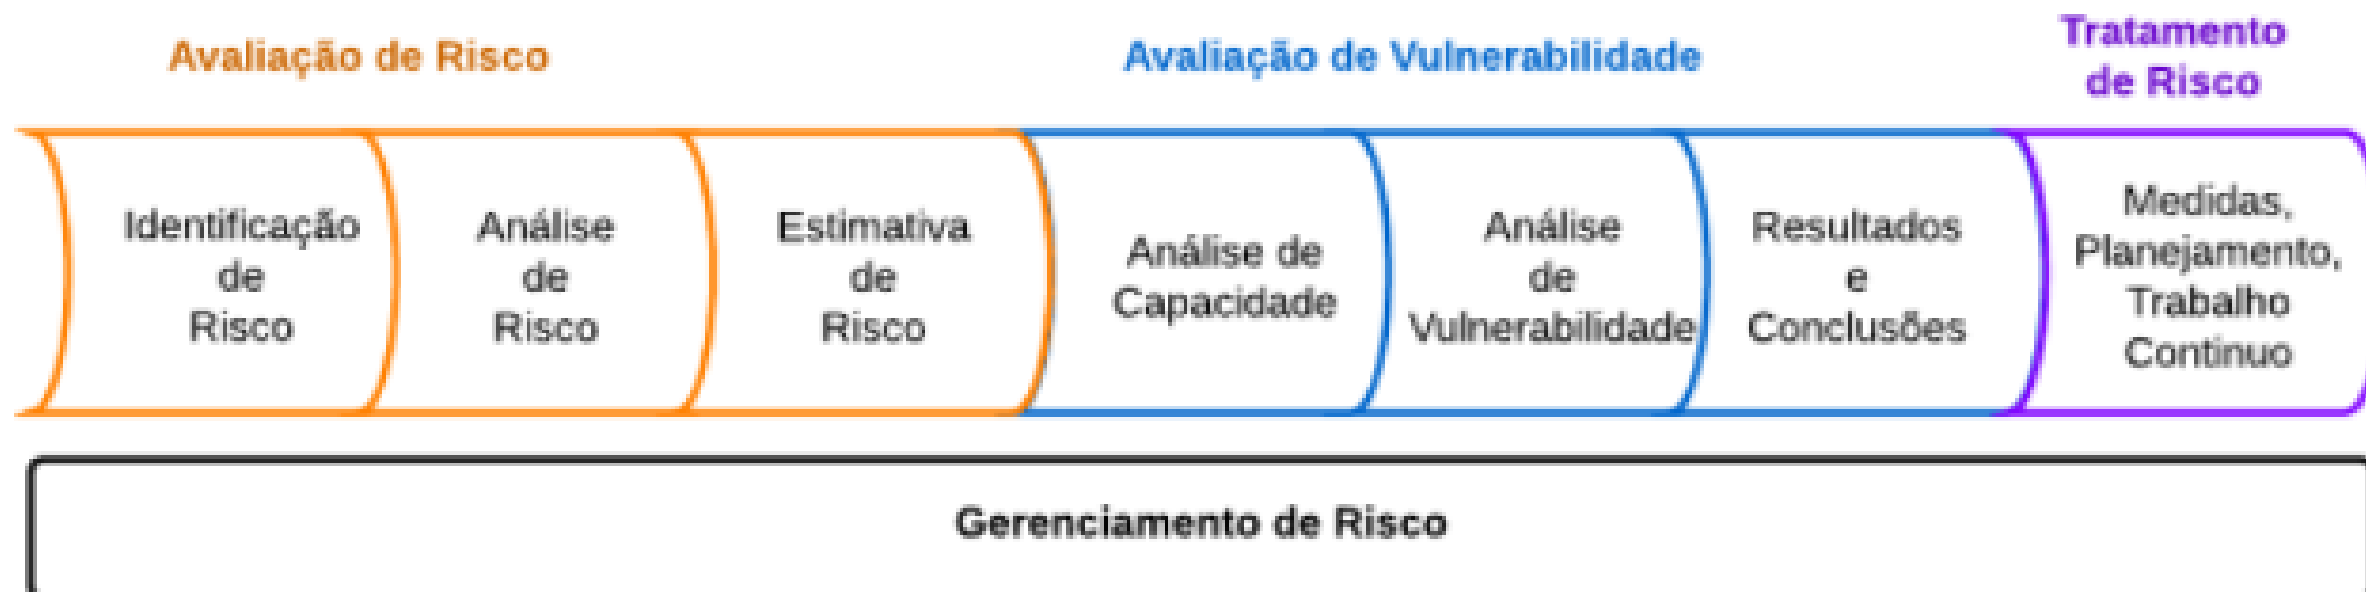 Avaliação de Risco
Avaliação de Vulnerabilidade
Tratamento
de Risco
Identificação
de
Risco
Análise
de
Risco
Estimativa
de
Risco
Análise de
Capacidade
Análise
de
Vulnerabilidade
Resultados
e
Conclusões
Medidas,
Planejamento,
Trabalho
Continuo
Gerenciamento de Risco